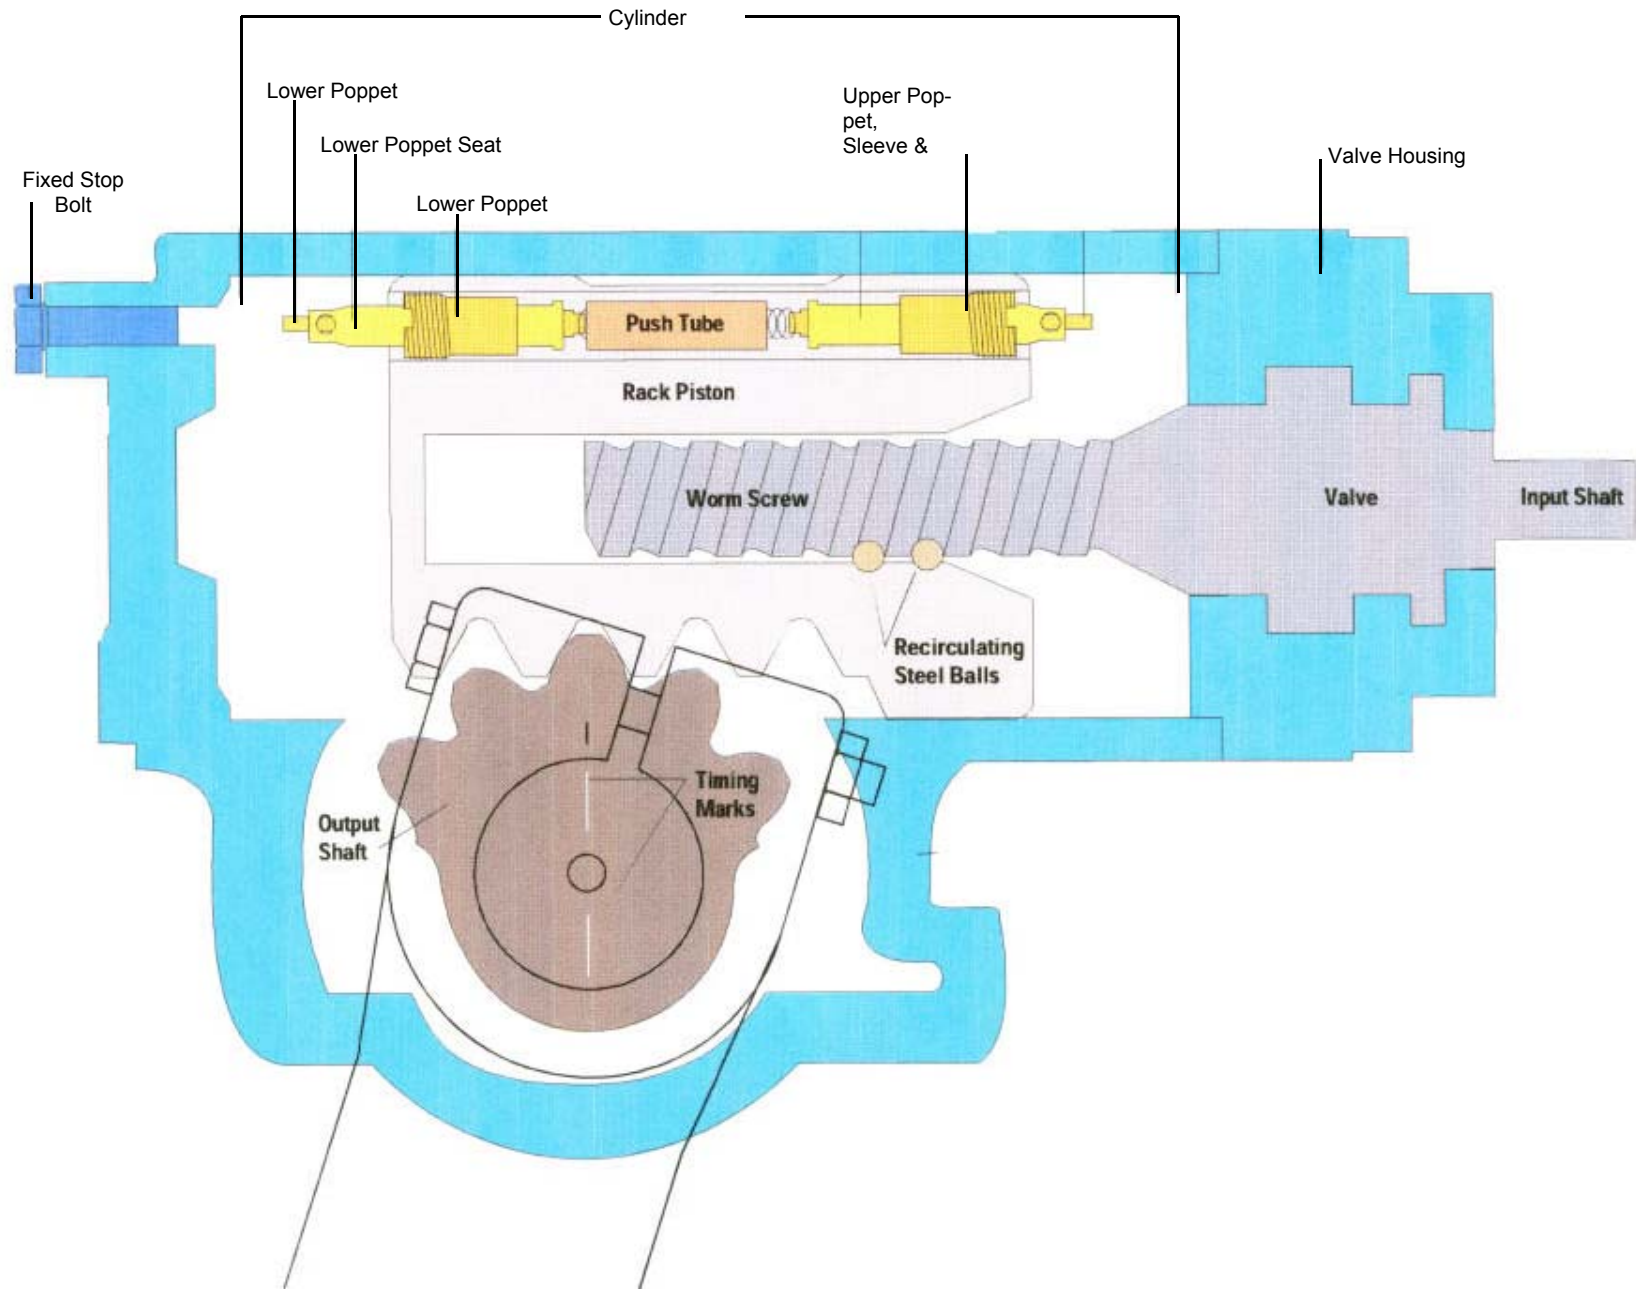 Cylinder
Lower Poppet
Upper Pop-
pet,
Sleeve &
Lower Poppet Seat
Valve Housing
Fixed Stop
Bolt
Lower Poppet
Push Tube
Rack Piston
Worm Screw
Valve
Input Shaft
Recirculating
Steel Balls
Timing
Marks
Output
Shaft